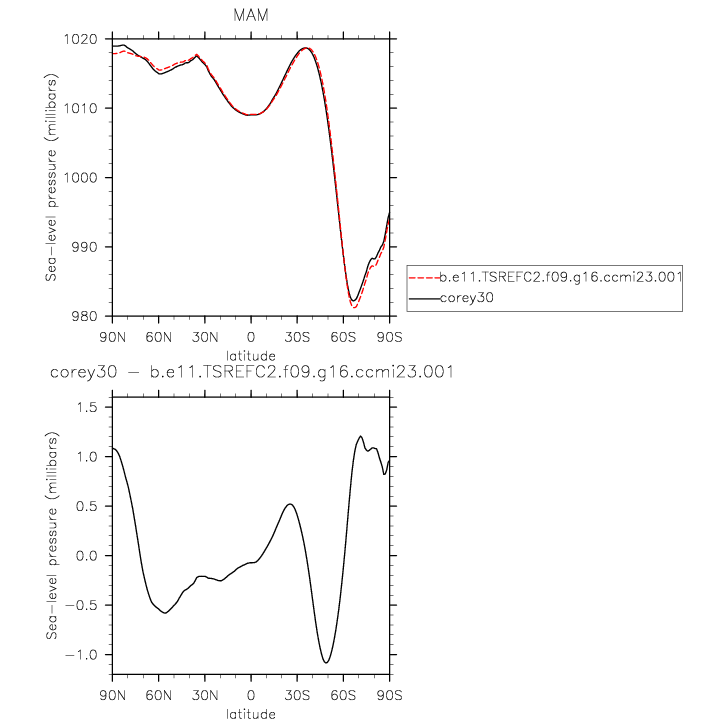 MAM
1020
1010
1000
990
980
Sea-level pressure (millibars)
90N 60N 30N 0 30S 60S 90S
latitude
b.e11.TSREFC2.f09.g16.ccmi23.001
corey30
corey30 - b.e11.TSREFC2.f09.g16.ccmi23.001
1.5
1.0
0.5
0.0
-0.5
-1.0
Sea-level pressure (millibars)
90N 60N 30N 0 30S 60S 90S
latitude